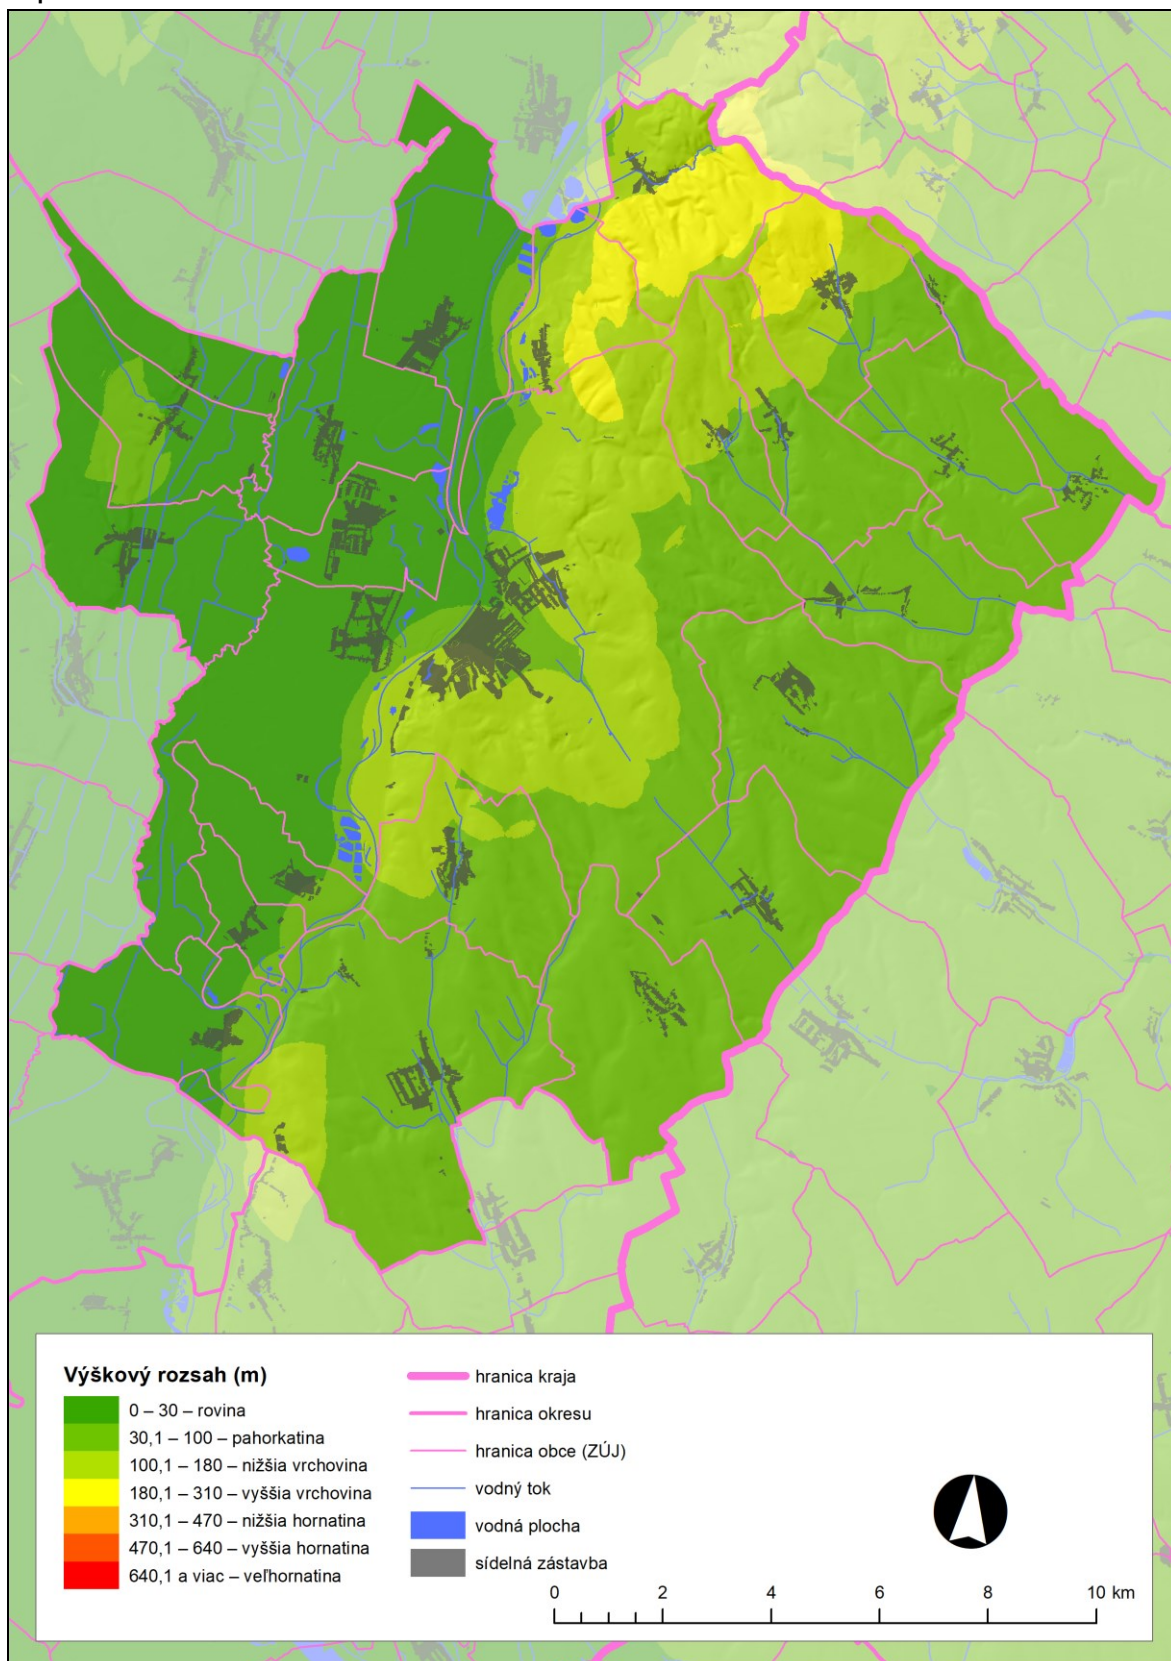 Výškový rozsah (m)
0 – 30 – rovina
30,1 – 100 – pahorkatina
100,1 – 180 – nižšia vrchovina
180,1 – 310 – vyššia vrchovina
310,1 – 470 – nižšia hornatina
470,1 – 640 – vyššia hornatina
640,1 a viac – veľhornatina
hranica kraja
hranica okresu
hranica obce (ZÚJ)
vodný tok
vodná plocha
sídelná zástavba
0 2 4 6 8 10 km